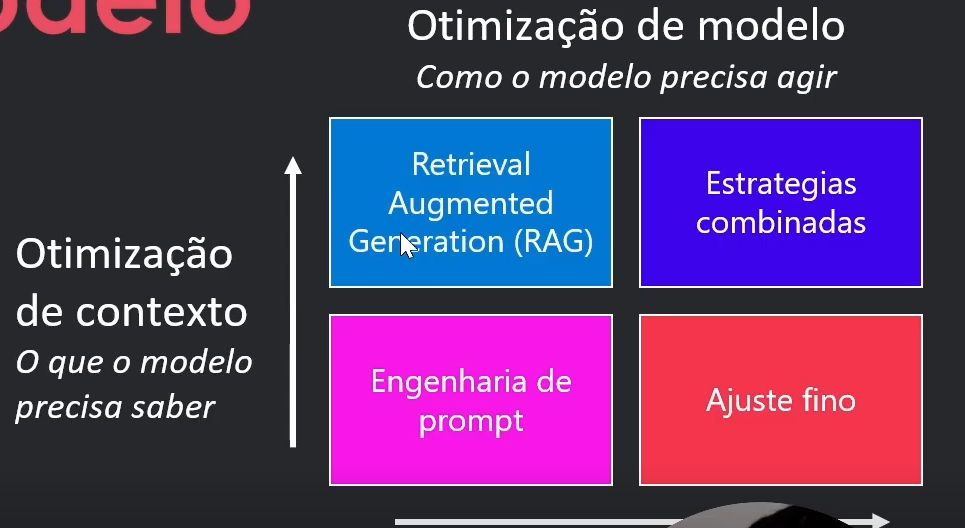 Otimização de modelo
Como o modelo precisa agir
Retrieval
Augmented
Generation (RAG)
Estrategias
combinadas
Otimização
de contexto
O que o modelo
precisa saber
Engenharia de
prompt
Ajuste fino